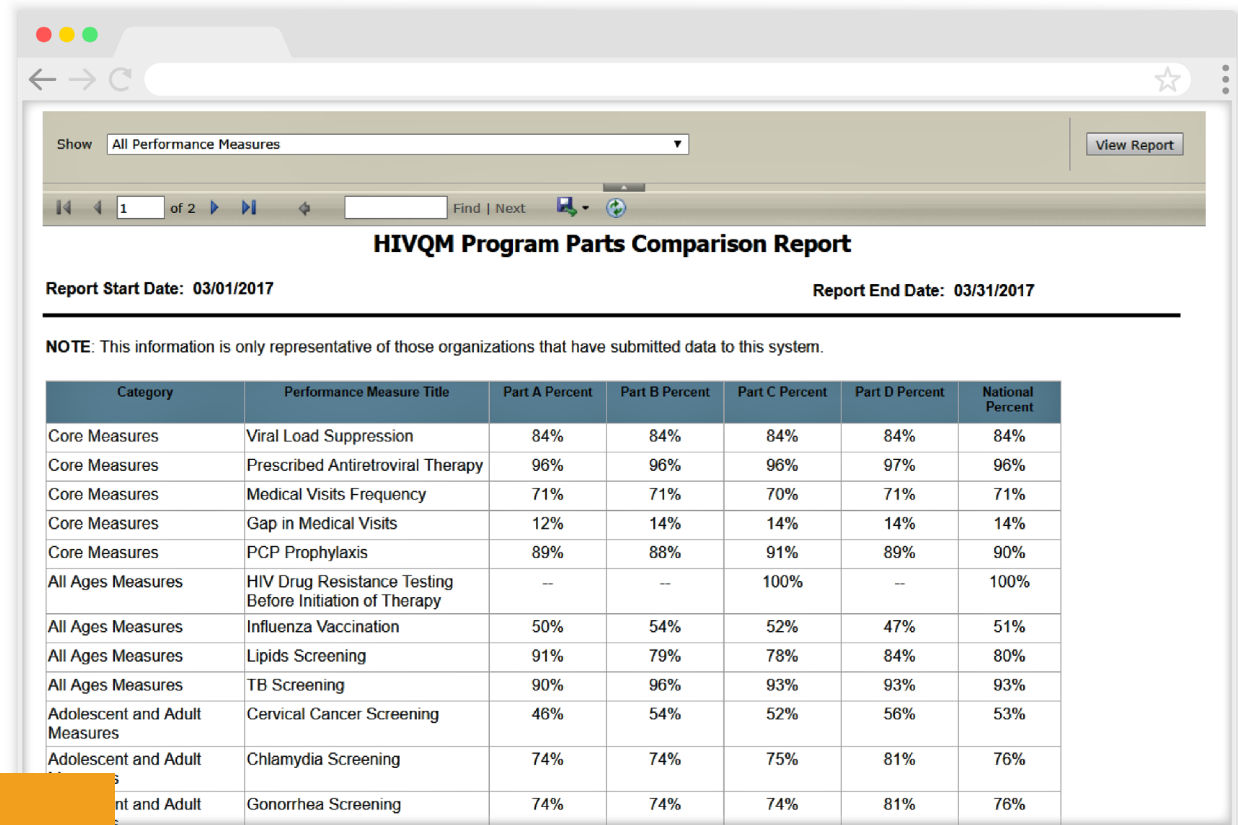 Show All Performance Measures View Report
1 of 2 Find | Next
HIVQM Program Parts Comparison Report
Report Start Date: 03/01/2017 Report End Date: 03/31/2017
NOTE: This information is only representative of those organizations that have submitted data to this system.
Category Performance Measure Title Part A Percent Part B Percent Part C Percent Part D Percent National
Percent
Core Measures Viral Load Suppression 84% 84% 84% 84% 84%
Core Measures Prescribed Antiretroviral Therapy 96% 96% 96% 97% 96%
Core Measures Medical Visits Frequency 71% 71% 70% 71% 71%
Core Measures Gap in Medical Visits 12% 14% 14% 14% 14%
Core Measures PCP Prophylaxis 89% 88% 91% 89% 90%
All Ages Measures HIV Drug Resistance Testing -- -- 100% -- 100%
Before Initiation of Therapy
All Ages Measures Influenza Vaccination 50% 54% 52% 47% 51%
All Ages Measures Lipids Screening 91% 79% 78% 84% 80%
All Ages Measures TB Screening 90% 96% 93% 93% 93%
Adolescent and Adult Cervical Cancer Screening 46% 54% 52% 56% 53%
Measures
Adolescent and Adult Chlamydia Screening 74% 74% 75% 81% 76%
and Adult Gonorrhea Screening 74% 74% 74% 81% 76%